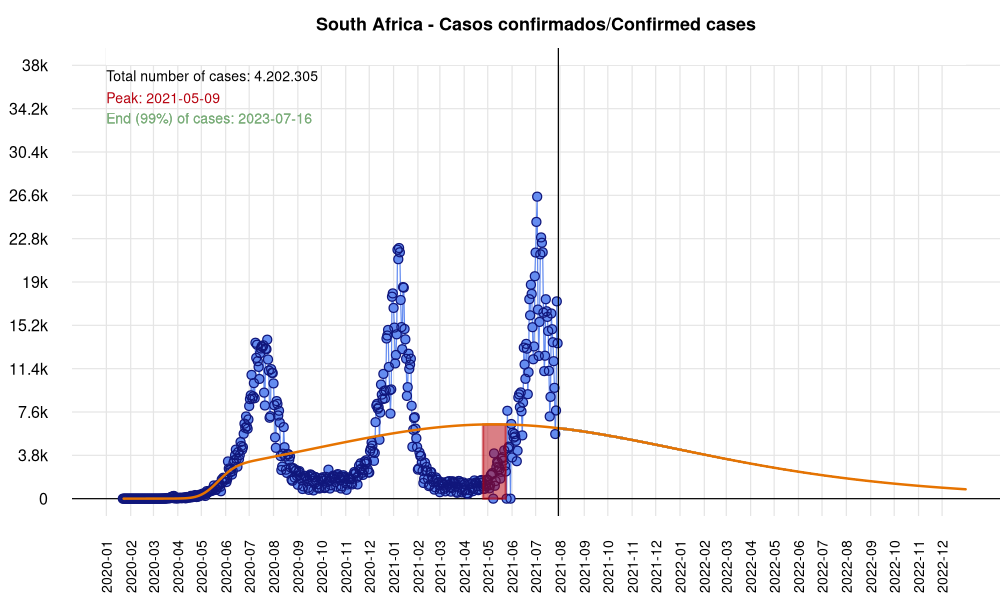 South Africa - Casos confirmados/Confirmed cases
Total number of cases: 4.202.305
Peak: 2021-05-09
End (99%) of cases: 2023-07-16
38k
34.2k
30.4k
26.6k
22.8k
19k
15.2k
11.4k
7.6k
3.8k
0
2020-01
2020-02
2020-03
2020-04
2020-05
2020-06
2020-07
2020-08
2020-09
2020-10
2020-11
2020-12
2021-01
2021-02
2021-03
2021-04
2021-05
2021-06
2021-07
2021-08
2021-09
2021-10
2021-11
2021-12
2022-01
2022-02
2022-03
2022-04
2022-05
2022-06
2022-07
2022-08
2022-09
2022-10
2022-11
2022-12